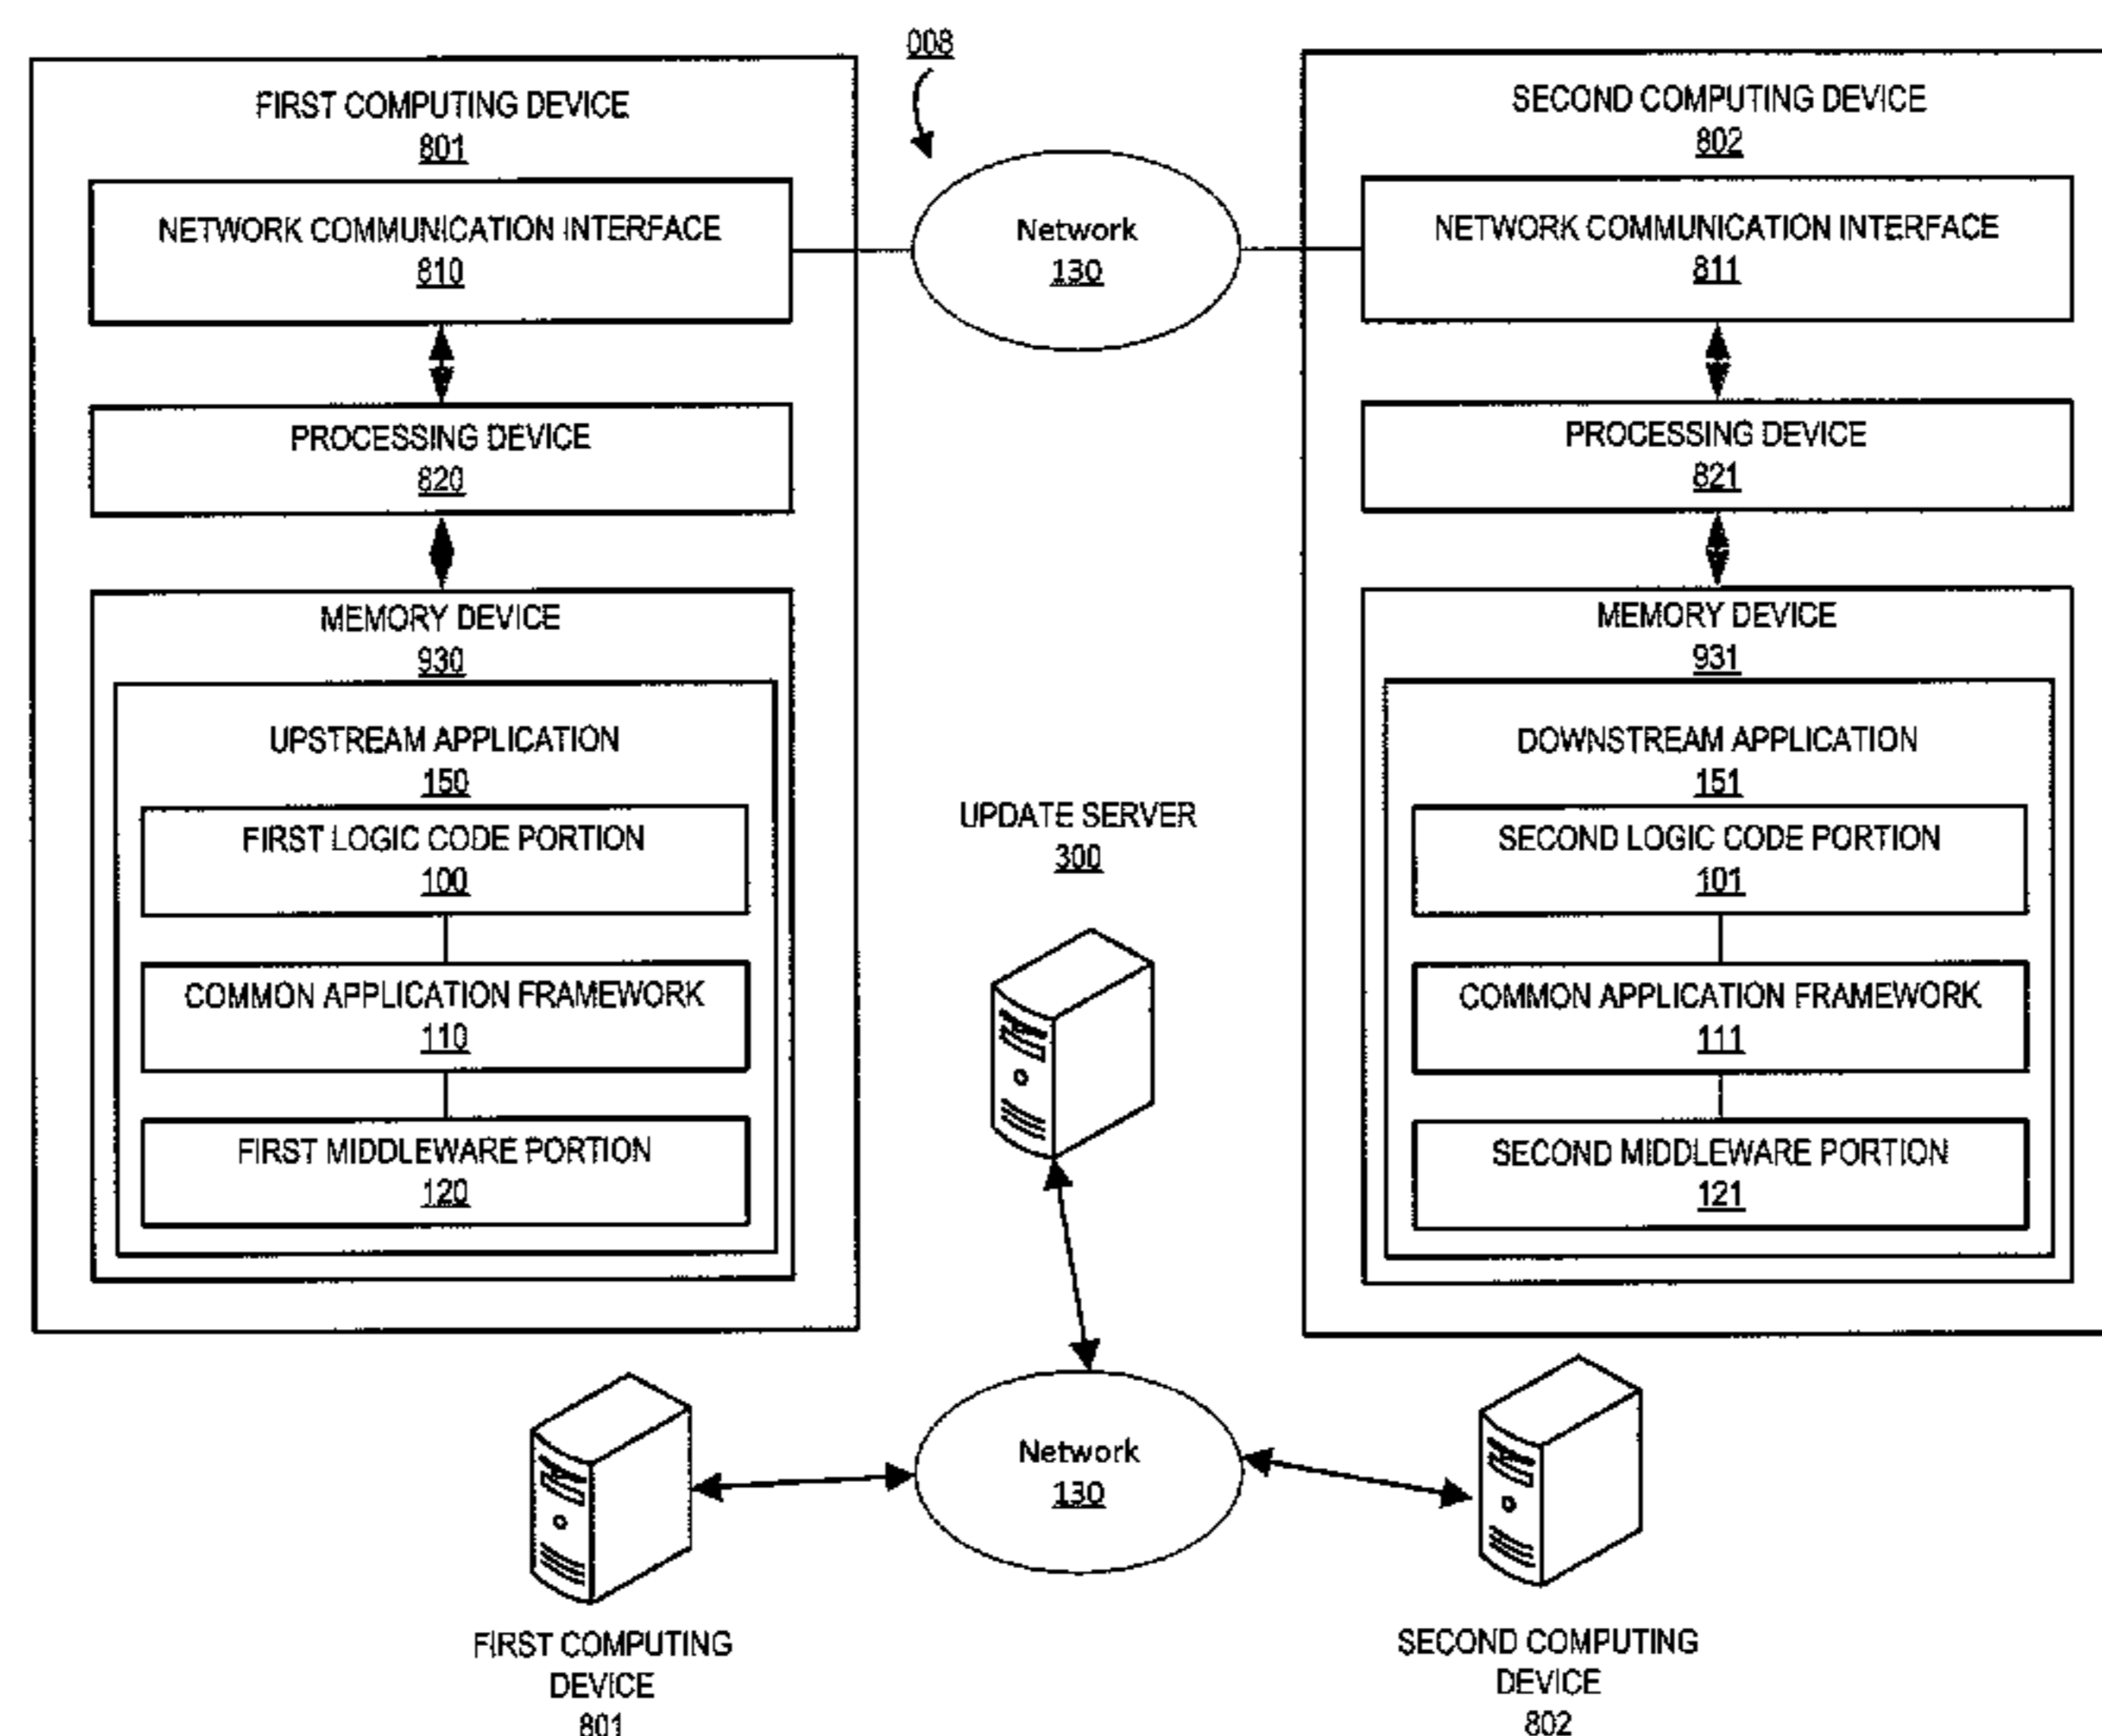 008
FIRST COMPUTING DEVICE
801
NETWORK COMMUNICATION INTERFACE
810
PROCESSING DEVICE
820
MEMORY DEVICE
930
UPSTREAM APPLICATION
150
FIRST LOGIC CODE PORTION
100
COMMON APPLICATION FRAMEWORK
110
FIRST MIDDLEWARE PORTION
120
Network
130
SECOND COMPUTING DEVICE
802
NETWORK COMMUNICATION INTERFACE
811
PROCESSING DEVICE
821
MEMORY DEVICE
931
DOWNSTREAM APPLICATION
151
SECOND LOGIC CODE PORTION
101
COMMON APPLICATION FRAMEWORK
111
SECOND MIDDLEWARE PORTION
121
UPDATE SERVER
300
Network
130
FIRST COMPUTING
DEVICE
801
SECOND COMPUTING
DEVICE
802